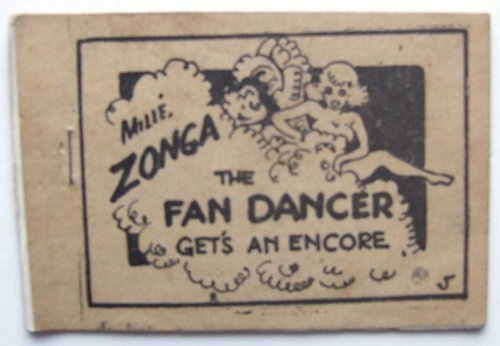 MLLE.
ZONGA
THE
FAN DANCER
GET'S AN ENCORE
5